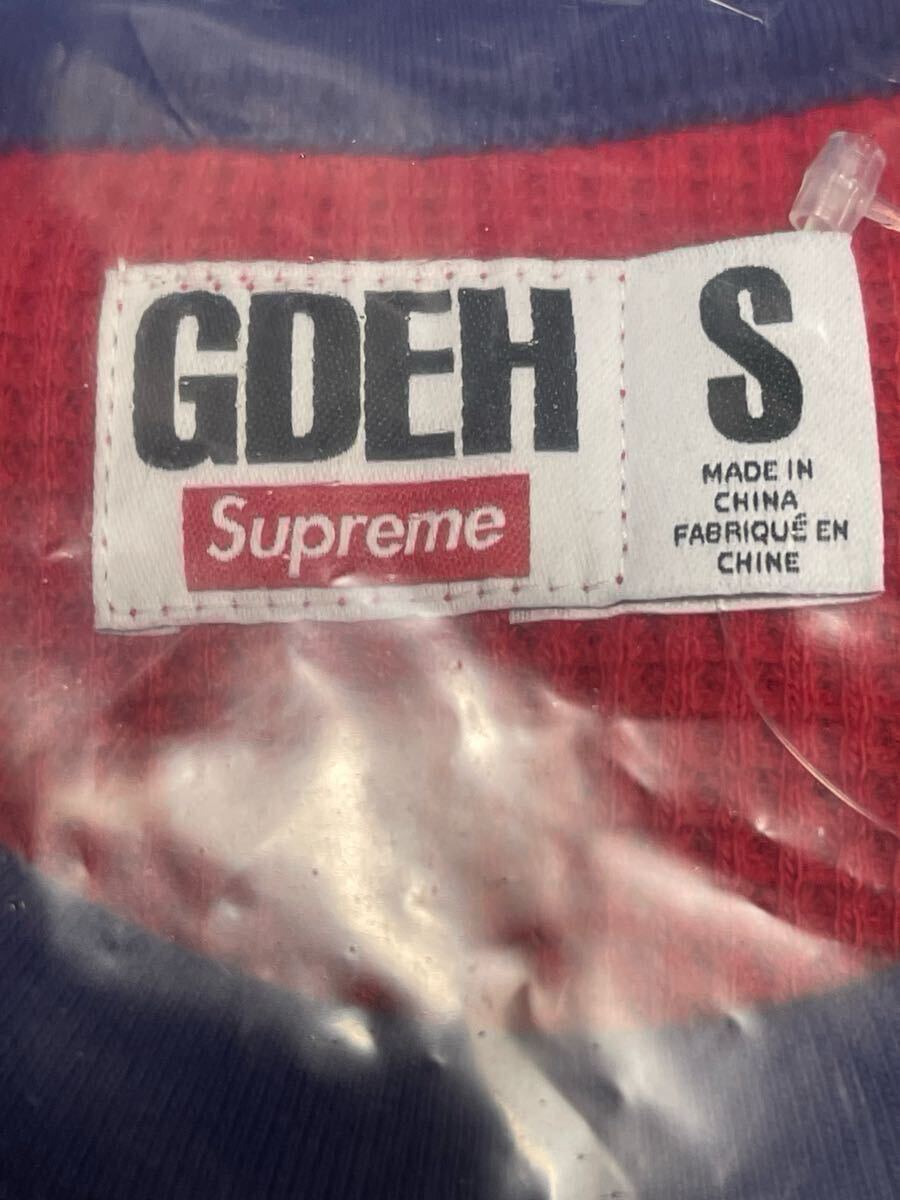 GDEH
Supreme
S
MADE IN
CHINA
FABRIQUÉ EN
CHINE